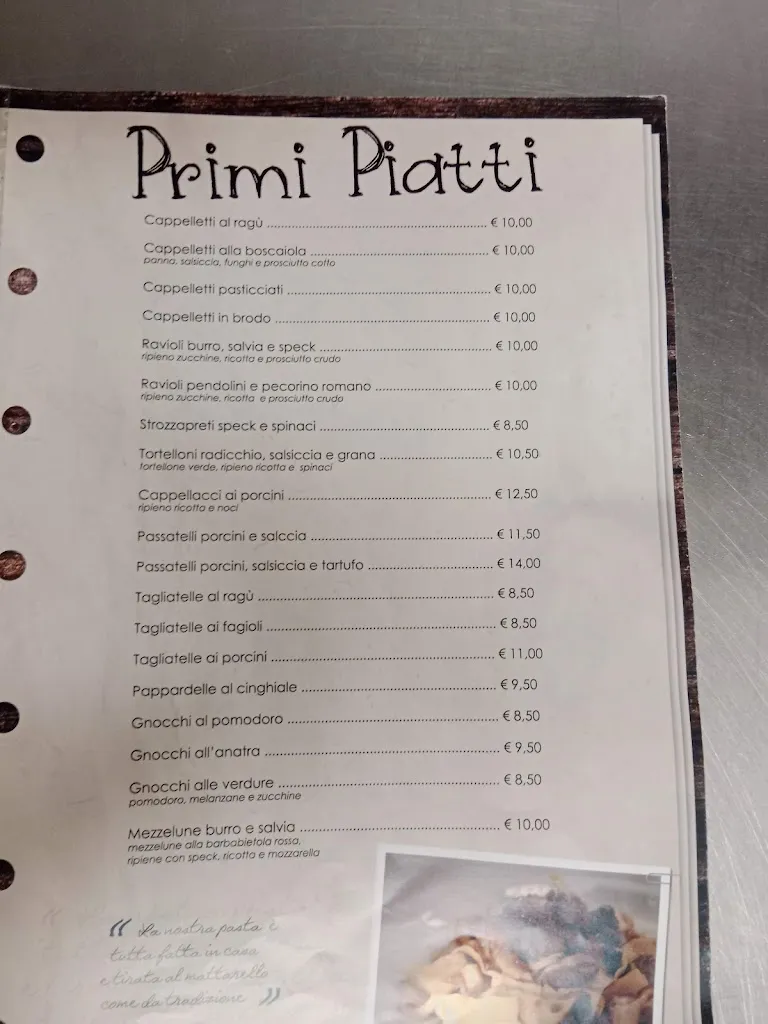 Primi Piatti
Cappelletti al ragù ........ € 10,00
Cappelletti alla boscaiola ........ € 10,00
panna, salsiccia, funghi e prosciutto cotto
Cappelletti pasticciati ........ € 10,00
Cappelletti in brodo ........ € 10,00
Ravioli burro, salvia e speck ........ € 10,00
ripieno zucchine, ricotta e prosciutto crudo
Ravioli pendolini e pecorino romano ........ € 10,00
ripieno zucchine, ricotta e prosciutto crudo
Strozzapreti speck e spinaci ........ € 8,50
Tortelloni radicchio, salsiccia e grana ........ € 10,50
tortellone verde, ripieno ricotta e spinaci
Cappellacci ai porcini ........ € 12,50
ripieno ricotta e noci
Passatelli porcini e salccia ........ € 11,50
Passatelli porcini, salsiccia e tartufo ........ € 14,00
Tagliatelle al ragù ........ € 8,50
Tagliatelle ai fagioli ........ € 8,50
Tagliatelle ai porcini ........ € 11,00
Pappardelle al cinghiale ........ € 9,50
Gnocchi al pomodoro ........ € 8,50
Gnocchi all'anatra ........ € 9,50
Gnocchi alle verdure ........ € 8,50
pomodoro, melanzane e zucchine
Mezzelune burro e salvia ........ € 10,00
mezzelune alla barbabietola rossa,
ripiene con speck, ricotta e mozzarella
“ La nostra pasta è
tutta fatta in casa
e tirata al mattarello
come da tradizione ”